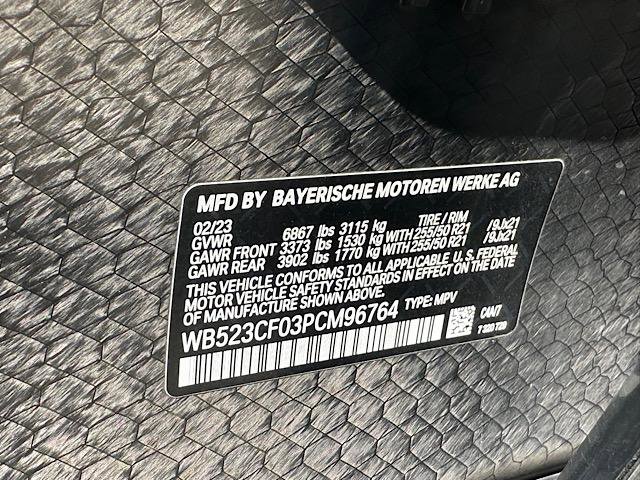 MFD BY BAYERISCHE MOTOREN WERKE AG
02/23 TIRE / RIM
GVWR 6867 lbs 3115 kg
GAWR FRONT 3373 lbs 1530 kg WITH 255/50 R21 /9Jx21
GAWR REAR 3902 lbs 1770 kg WITH 255/50 R21 /9Jx21
THIS VEHICLE CONFORMS TO ALL APPLICABLE U.S. FEDERAL
MOTOR VEHICLE SAFETY STANDARDS IN EFFECT ON THE DATE
OF MANUFACTURE SHOWN ABOVE.
WB523CF03PCM96764 TYPE: MPV
CAN7